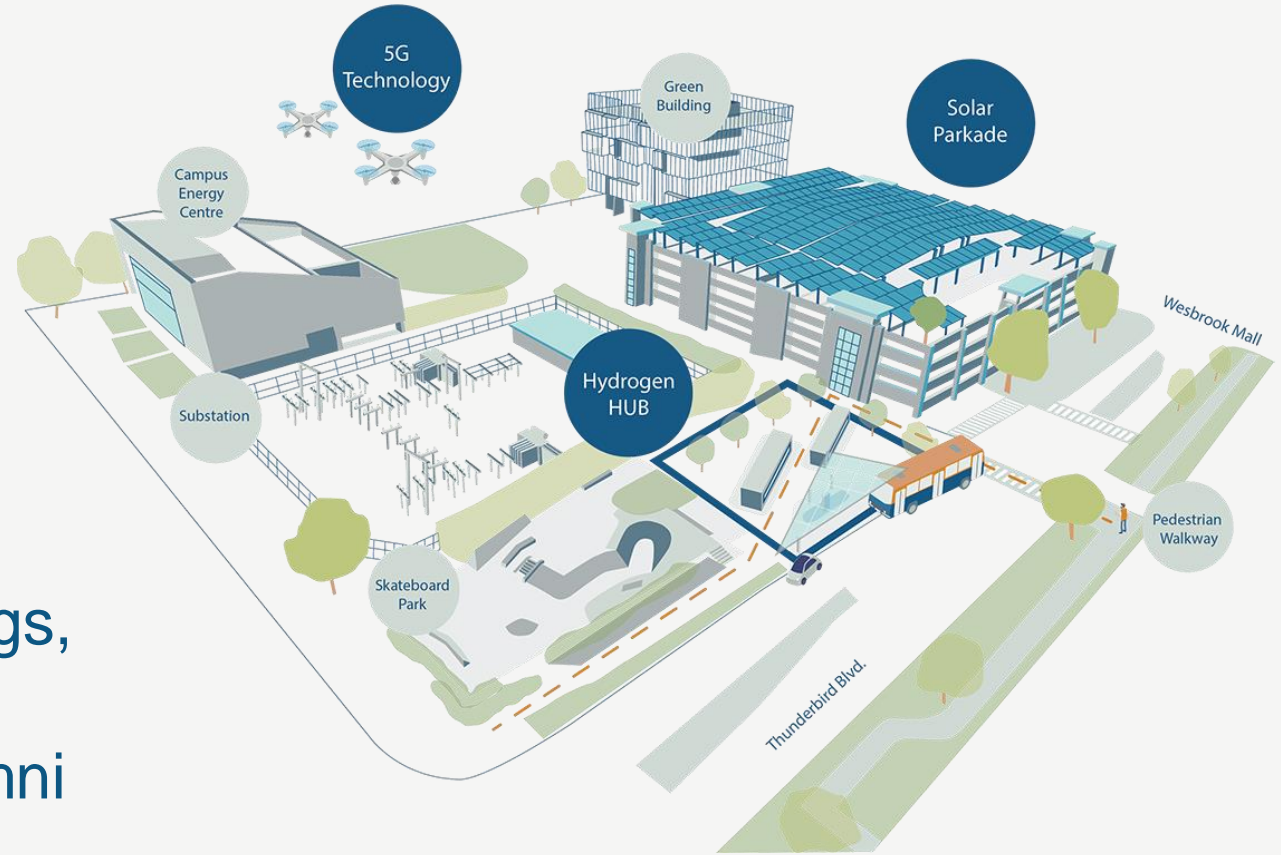 5G
Technology
Green
Building
Solar
Parkade
Campus
Energy
Centre
Wesbrook Mall
Hydrogen
HUB
Substation
Pedestrian
Walkway
Skateboard
Park
Thunderbird Blvd.
gs,
nni